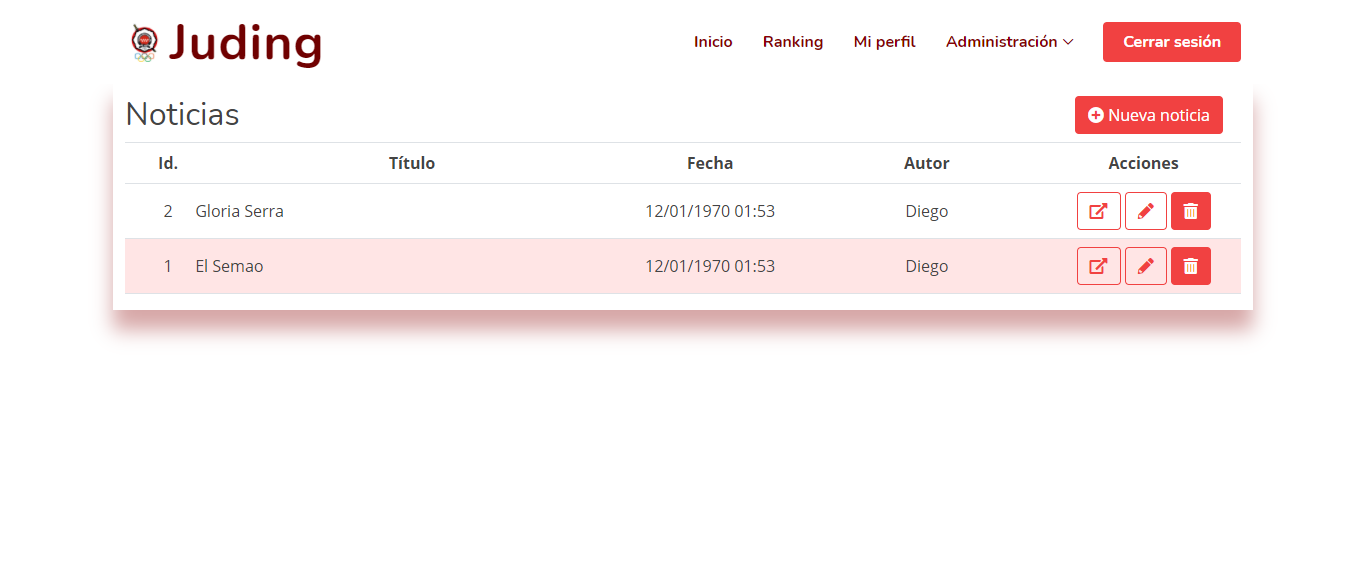 Juding
Inicio Ranking Mi perfil Administración Cerrar sesión
Noticias Nueva noticia
Id. Título Fecha Autor Acciones
2 Gloria Serra 12/01/1970 01:53 Diego
1 El Semao 12/01/1970 01:53 Diego